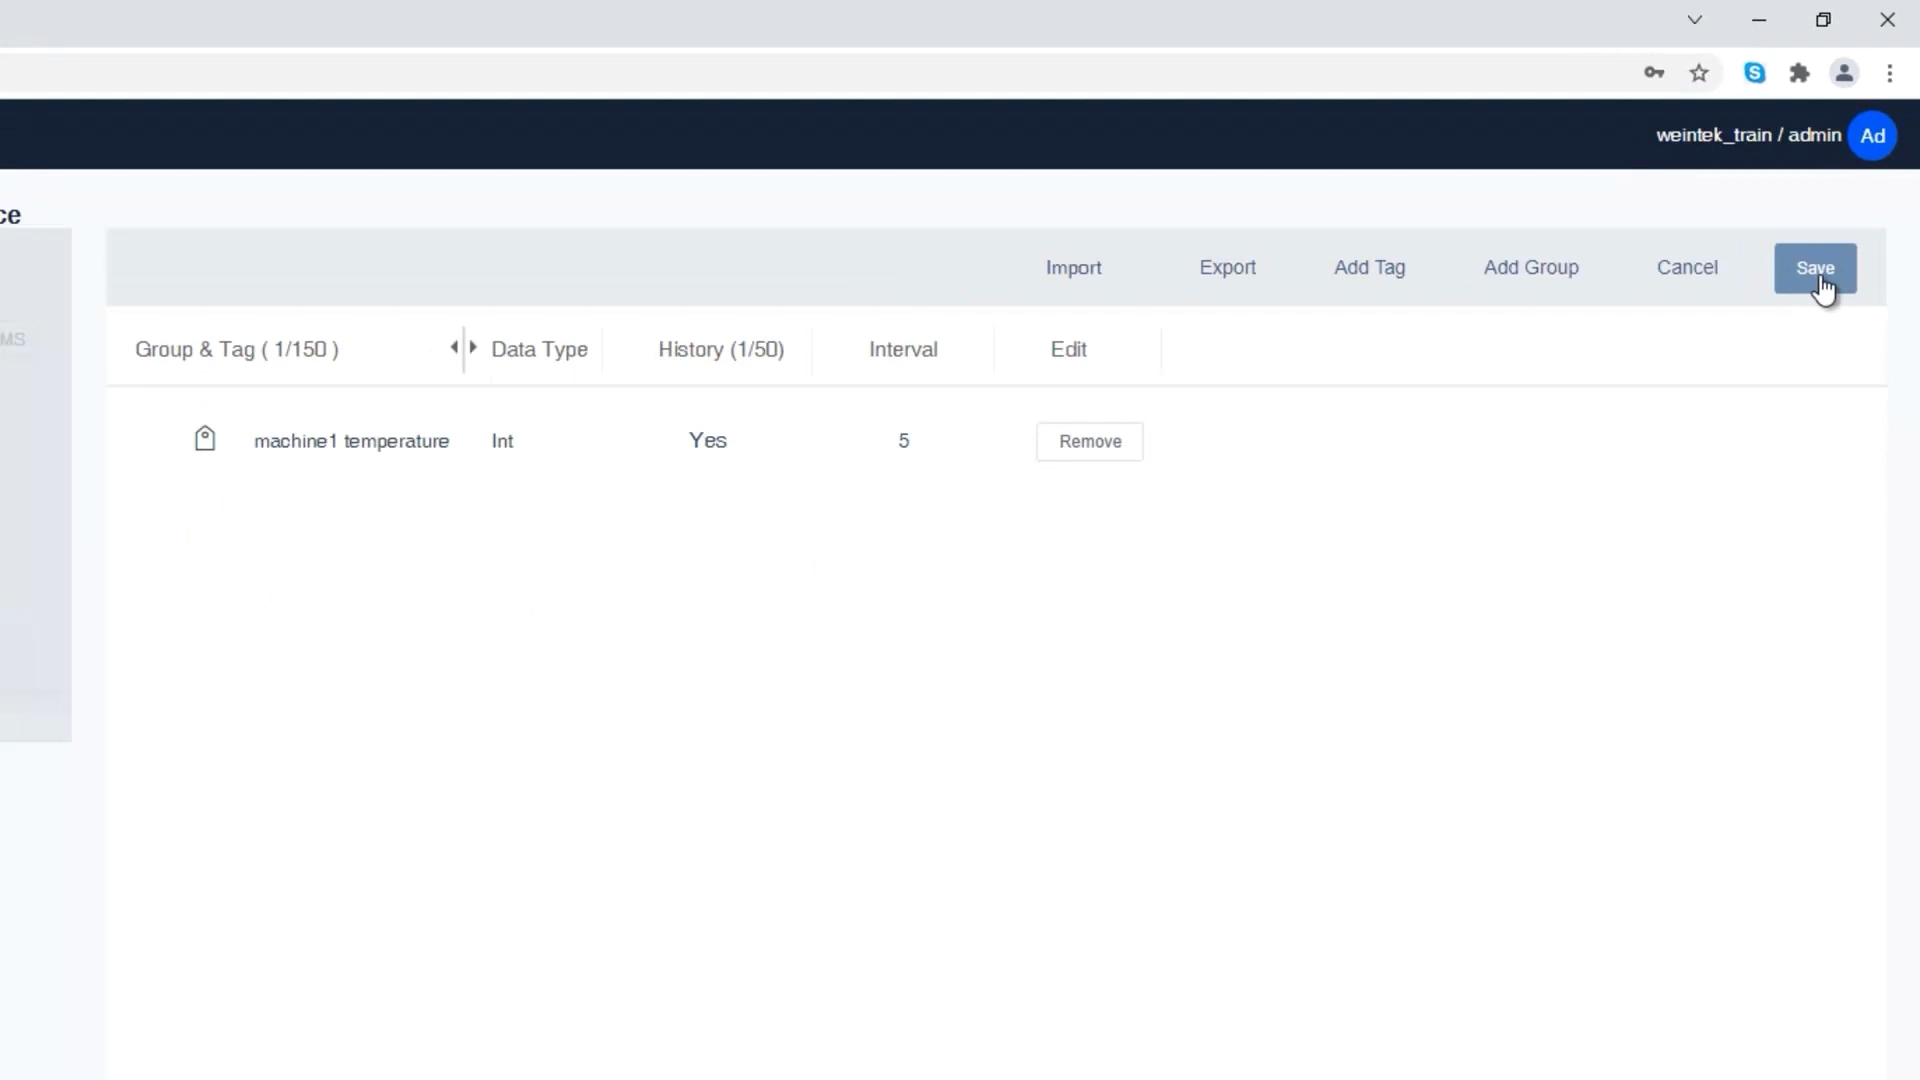 weintek_train / admin Ad
ce
Import Export Add Tag Add Group Cancel Save
MS
Group & Tag ( 1/150 ) Data Type History (1/50) Interval Edit
machine1 temperature Int Yes 5 Remove